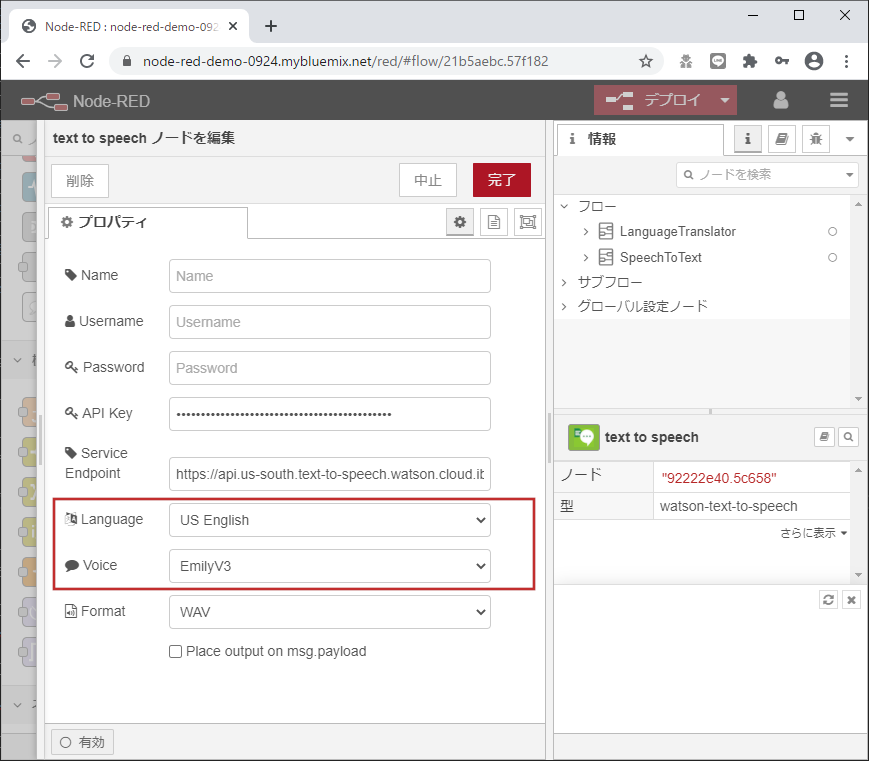 Node-RED : node-red-demo-092
node-red-demo-0924.mybluemix.net/red/#flow/21b5aebc.57f182
Node-RED
デプロイ
text to speech ノードを編集
削除
中止
完了
プロパティ
Name
Name
Username
Username
Password
Password
API Key
Service
Endpoint
https://api.us-south.text-to-speech.watson.cloud.it
Language
US English
Voice
EmilyV3
Format
WAV
Place output on msg.payload
有効
情報
ノードを検索
フロー
LanguageTranslator
SpeechToText
サブフロー
グローバル設定ノード
text to speech
ノード
"92222e40.5c658"
型
watson-text-to-speech
さらに表示